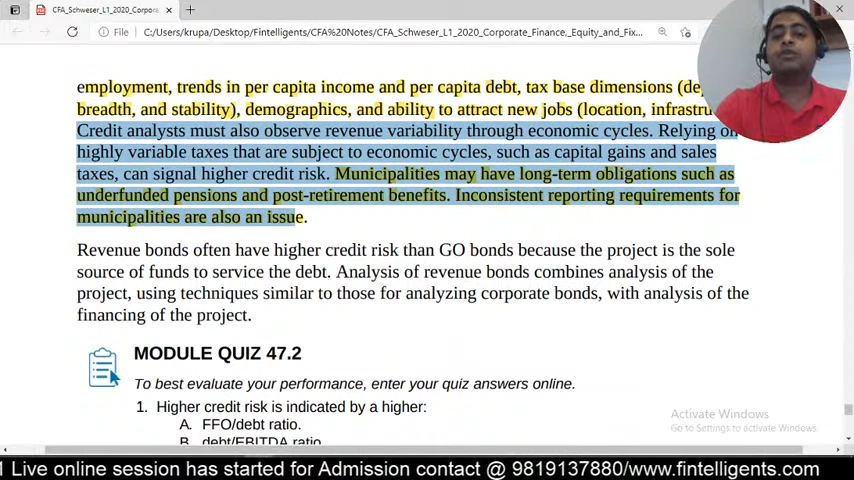 CFA_Schweser_L1_2020_Corpora
File
C:/Users/krupa/Desktop/Fintelligents/CFA%20Notes/CFA_Schweser_L1_2020_Corporate_Finance,_Equity_and_Fix...
employment, trends in per capita income and per capita debt, tax base dimensions
breadth, and stability), demographics, and ability to attract new jobs (location,
Credit analysts must also observe revenue variability through economic cycles. Relying on
highly variable taxes that are subject to economic cycles, such as capital gains and sales
taxes, can signal higher credit risk. Municipalities may have long-term obligations such as
underfunded pensions and post-retirement benefits. Inconsistent reporting requirements for
municipalities are also an issue.
Revenue bonds often have higher credit risk than GO bonds because the project is the sole
source of funds to service the debt. Analysis of revenue bonds combines analysis of the
project, using techniques similar to those for analyzing corporate bonds, with analysis of the
financing of the project.
MODULE QUIZ 47.2
To best evaluate your performance, enter your quiz answers online.
1. Higher credit risk is indicated by a higher:
A. FFO/debt ratio.
B. debt/EBITDA ratio
Activate Windows
Go to Settings to activate Windows.
1 Live online session has started for Admission contact @ 9819137880/www.fintelligents.com